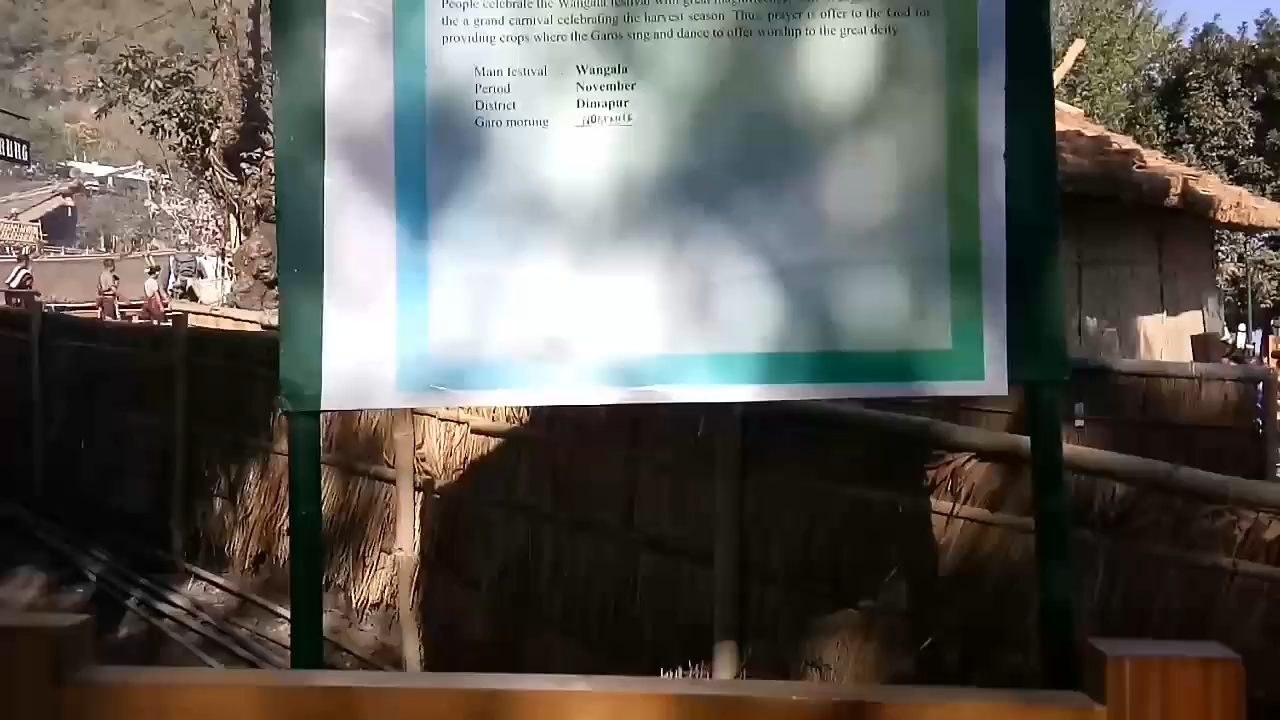 People celebrate the Wangala festival with great
the a grand carnival celebrating the harvest season. Thus, prayer is offer to the God for
providing crops where the Garos sing and dance to offer worship to the great deity
Main festival : Wangala
Period November
District Dimapur
Garo morung